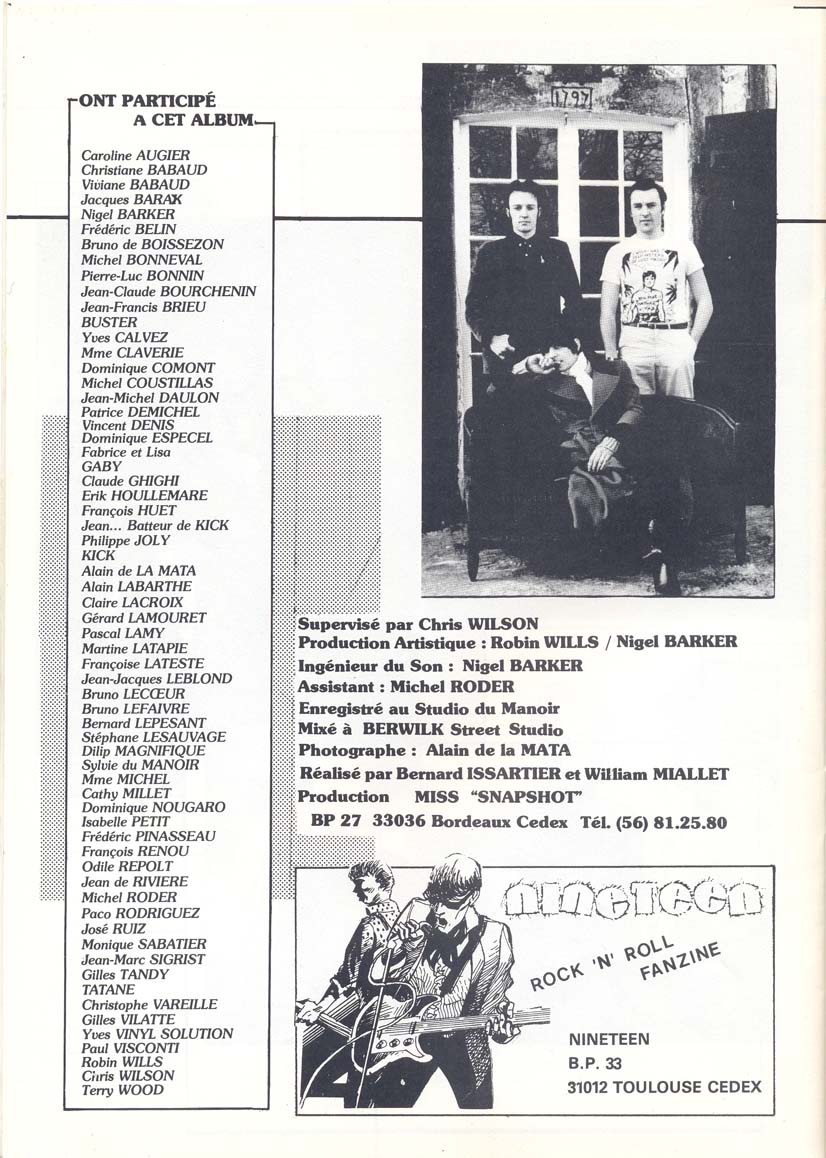 ONT PARTICIPÉ
A CET ALBUM
Caroline AUGIER
Christiane BABAUD
Viviane BABAUD
Jacques BARAX
Nigel BARKER
Frédéric BELIN
Bruno de BOISSEZON
Michel BONNEVAL
Pierre-Luc BONNIN
Jean-Claude BOURCHENIN
Jean-Francis BRIEU
BUSTER
Yves CALVEZ
Mme CLAVERIE
Dominique COMONT
Michel COUSTILLAS
Jean-Michel DAULON
Patrice DEMICHEL
Vincent DENIS
Dominique ESPECEL
Fabrice et Lisa
GABY
Claude GHIGHI
Erik HOULLEMARE
François HUET
Jean... Batteur de KICK
Philippe JOLY
KICK
Alain de LA MATA
Alain LABARTHE
Claire LACROIX
Gérard LAMOURET
Pascal LAMY
Martine LATAPIE
Françoise LATESTE
Jean-Jacques LEBLOND
Bruno LECŒUR
Bruno LEFAIVRE
Bernard LEPESANT
Stéphane LESAUVAGE
Dilip MAGNIFIQUE
Sylvie du MANOIR
Mme MICHEL
Cathy MILLET
Dominique NOUGARO
Isabelle PETIT
Frédéric PINASSEAU
François RENOU
Odile REPOLT
Jean de RIVIERE
Michel RODER
Paco RODRIGUEZ
José RUIZ
Monique SABATIER
Jean-Marc SIGRIST
Gilles TANDY
TATANE
Christophe VAREILLE
Gilles VILATTE
Yves VINYL SOLUTION
Paul VISCONTI
Robin WILLS
Chris WILSON
Terry WOOD
1797
Supervisé par Chris WILSON
Production Artistique : Robin WILLS / Nigel BARKER
Ingénieur du Son : Nigel BARKER
Assistant : Michel RODER
Enregistré au Studio du Manoir
Mixé à BERWILK Street Studio
Photographe : Alain de la MATA
Réalisé par Bernard ISSARTIER et William MIALLET
Production MISS "SNAPSHOT"
BP 27 33036 Bordeaux Cedex Tél. (56) 81.25.80
NINETEEN
ROCK 'N' ROLL
FANZINE
NINETEEN
B.P. 33
31012 TOULOUSE CEDEX